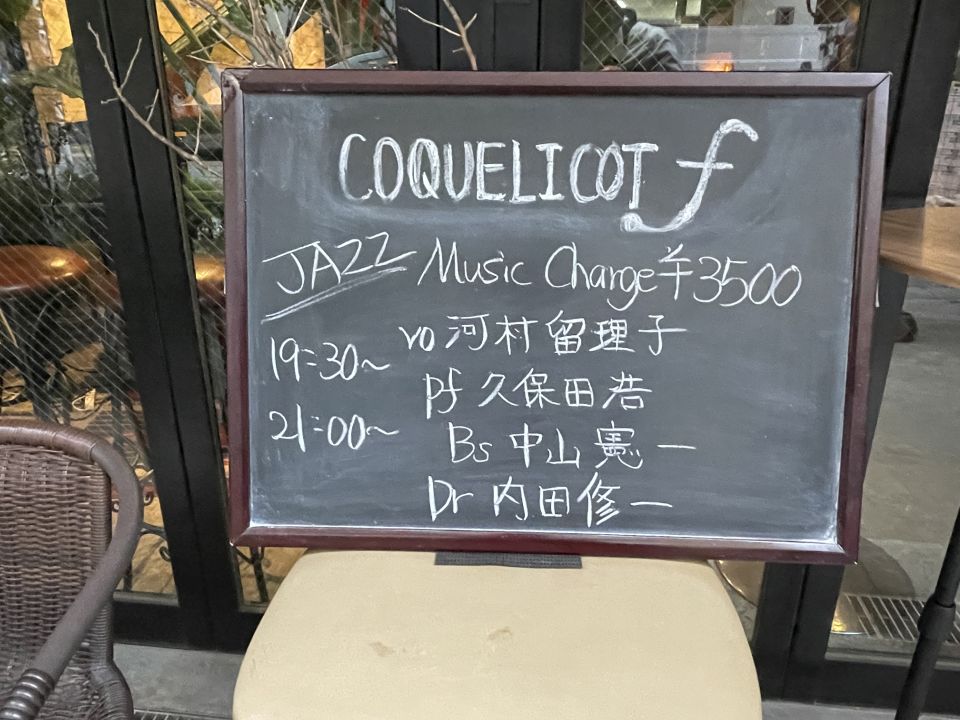 COQUELICOT f
JAZZ Music Charge ¥3500
19:30~ vo 河村留理子
21:00~ pf 久保田浩
Bs 中山憲一
Dr 内田修一